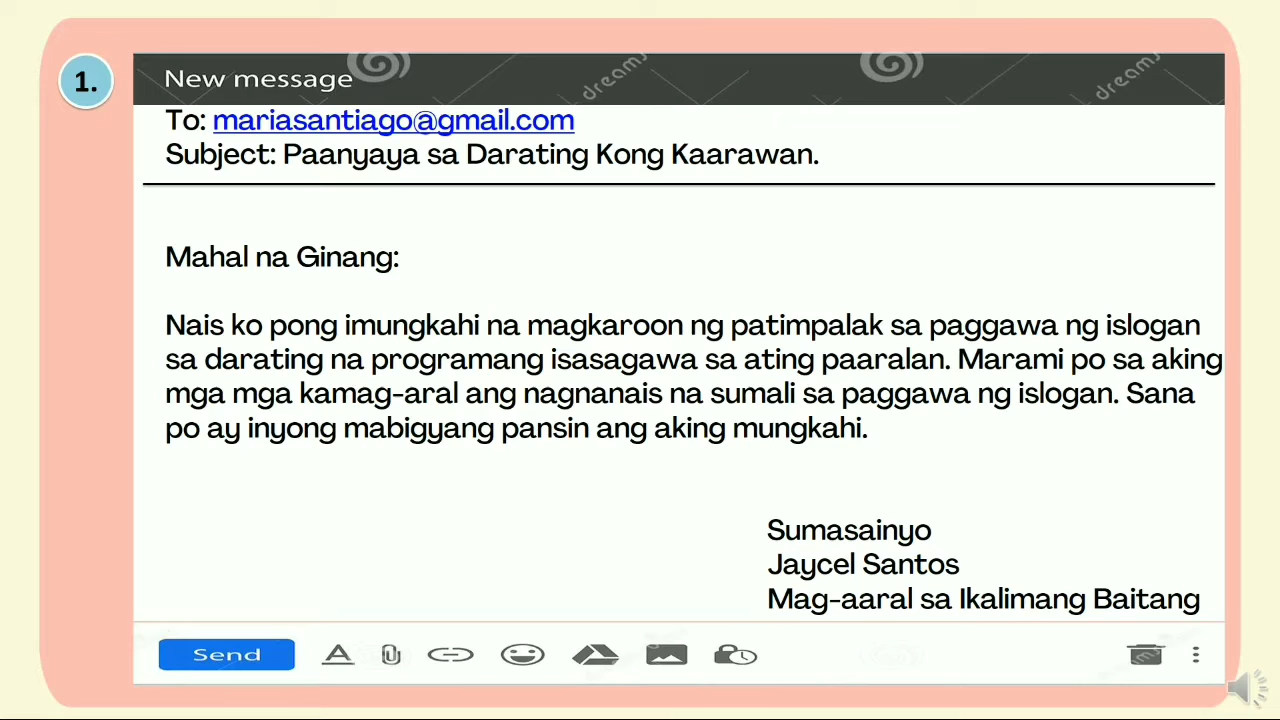 1.
New message
To: mariasantiago@gmail.com
Subject: Paanyaya sa Darating Kong Kaarawan.
Mahal na Ginang:
Nais ko pong imungkahi na magkaroon ng patimpalak sa paggawa ng islogan
sa darating na programang isasagawa sa ating paaralan. Marami po sa aking
mga mga kamag-aral ang nagnanais na sumali sa paggawa ng islogan. Sana
po ay inyong mabigyang pansin ang aking mungkahi.
Sumasainyo
Jaycel Santos
Mag-aaral sa Ikalimang Baitang
Send